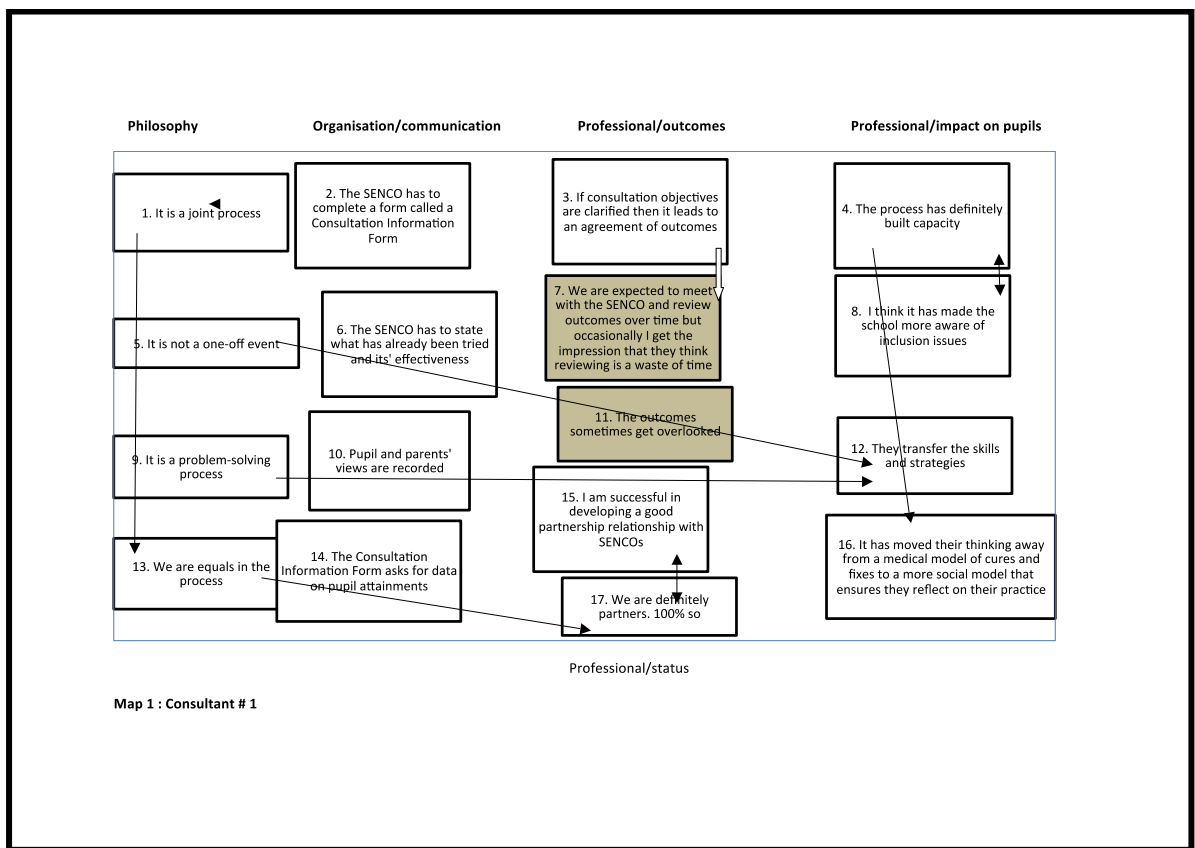 Philosophy
Organisation/communication
Professional/outcomes
Professional/impact on pupils
1. It is a joint process
2. The SENCO has to
complete a form called a
Consultation Information
Form
3. If consultation objectives
are clarified then it leads to
an agreement of outcomes
4. The process has definitely
built capacity
5. It is not a one-off event
6. The SENCO has to state
what has already been tried
and its' effectiveness
7. We are expected to meet
with the SENCO and review
outcomes over time but
occasionally I get the
impression that they think
reviewing is a waste of time
8. I think it has made the
school more aware of
inclusion issues
9. It is a problem-solving
process
10. Pupil and parents'
views are recorded
11. The outcomes
sometimes get overlooked
12. They transfer the skills
and strategies
13. We are equals in the
process
14. The Consultation
Information Form asks for data
on pupil attainments
15. I am successful in
developing a good
partnership relationship with
SENCOs
16. It has moved their thinking away
from a medical model of cures and
fixes to a more social model that
ensures they reflect on their practice
17. We are definitely
partners. 100% so
Professional/status
Map 1 : Consultant # 1